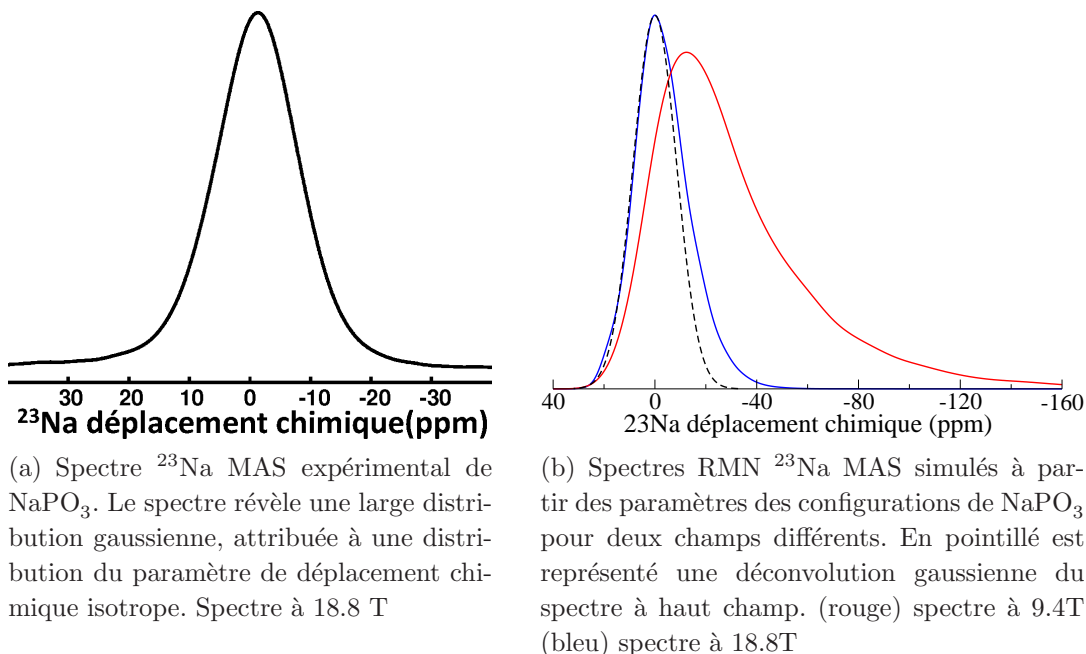 30 20 10 0 -10 -20 -30
²³Na déplacement chimique(ppm)
40 0 -40 -80 -120 -160
23Na déplacement chimique (ppm)
(a) Spectre ²³Na MAS expérimental de
NaPO₃. Le spectre révèle une large distri-
bution gaussienne, attribuée à une distri-
bution du paramètre de déplacement chi-
mique isotrope. Spectre à 18.8 T
(b) Spectres RMN ²³Na MAS simulés à par-
tir des paramètres des configurations de NaPO₃
pour deux champs différents. En pointillé est
représenté une déconvolution gaussienne du
spectre à haut champ. (rouge) spectre à 9.4T
(bleu) spectre à 18.8T